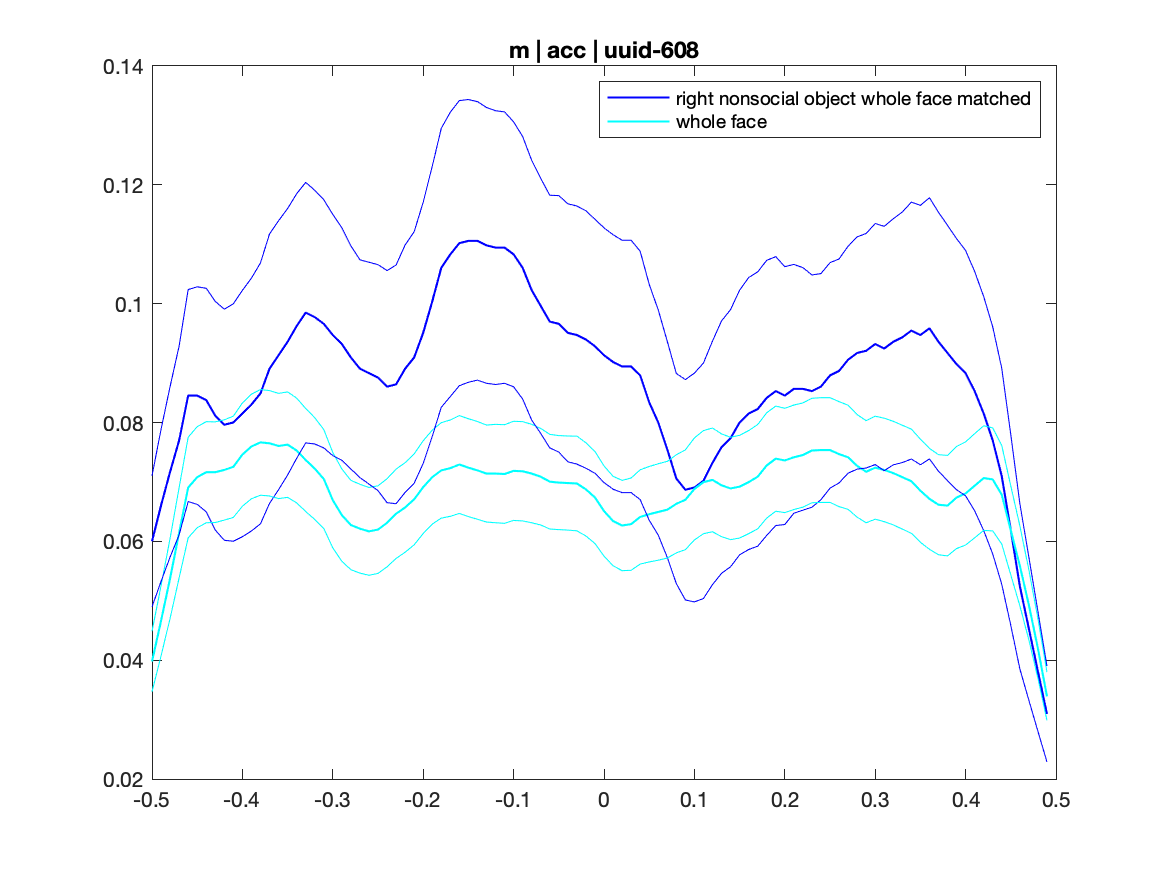 m | acc | uuid-608
0.14
0.12
0.1
0.08
0.06
0.04
0.02
right nonsocial object whole face matched
whole face
-0.5 -0.4 -0.3 -0.2 -0.1 0 0.1 0.2 0.3 0.4 0.5